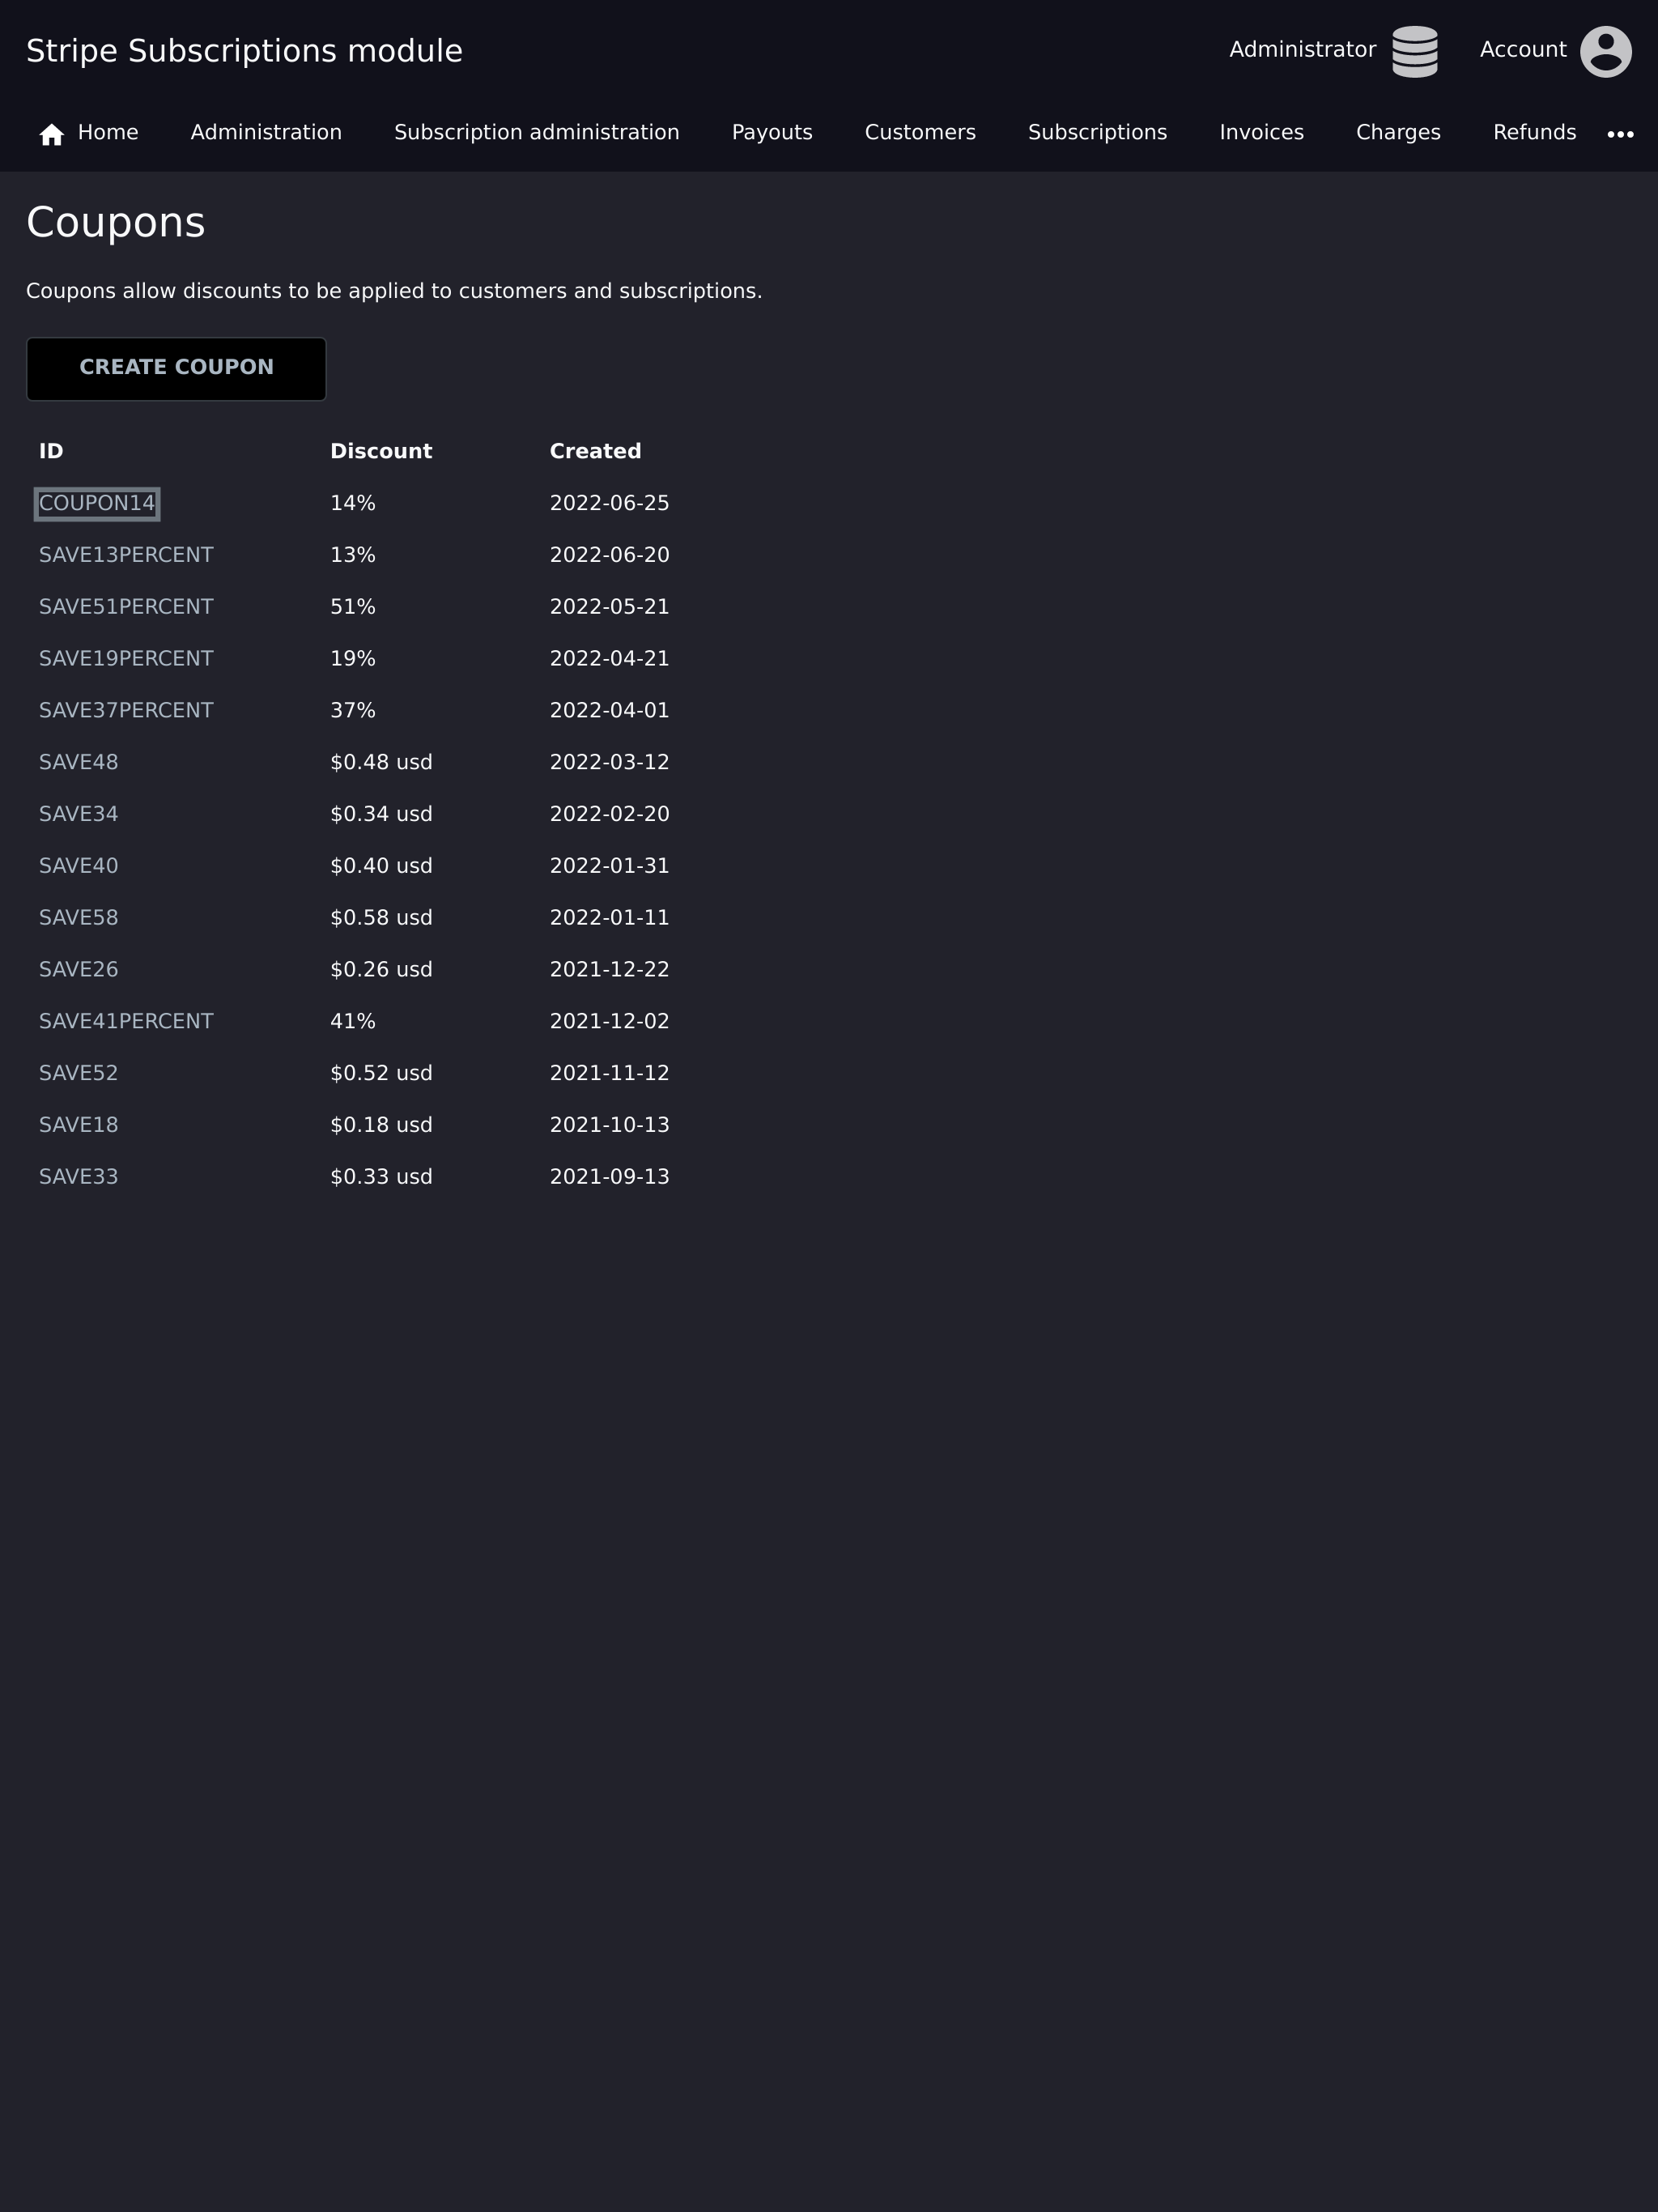 Stripe Subscriptions module Administrator Account
Home Administration Subscription administration Payouts Customers Subscriptions Invoices Charges Refunds •••
Coupons
Coupons allow discounts to be applied to customers and subscriptions.
CREATE COUPON
ID Discount Created
COUPON14 14% 2022-06-25
SAVE13PERCENT 13% 2022-06-20
SAVE51PERCENT 51% 2022-05-21
SAVE19PERCENT 19% 2022-04-21
SAVE37PERCENT 37% 2022-04-01
SAVE48 $0.48 usd 2022-03-12
SAVE34 $0.34 usd 2022-02-20
SAVE40 $0.40 usd 2022-01-31
SAVE58 $0.58 usd 2022-01-11
SAVE26 $0.26 usd 2021-12-22
SAVE41PERCENT 41% 2021-12-02
SAVE52 $0.52 usd 2021-11-12
SAVE18 $0.18 usd 2021-10-13
SAVE33 $0.33 usd 2021-09-13